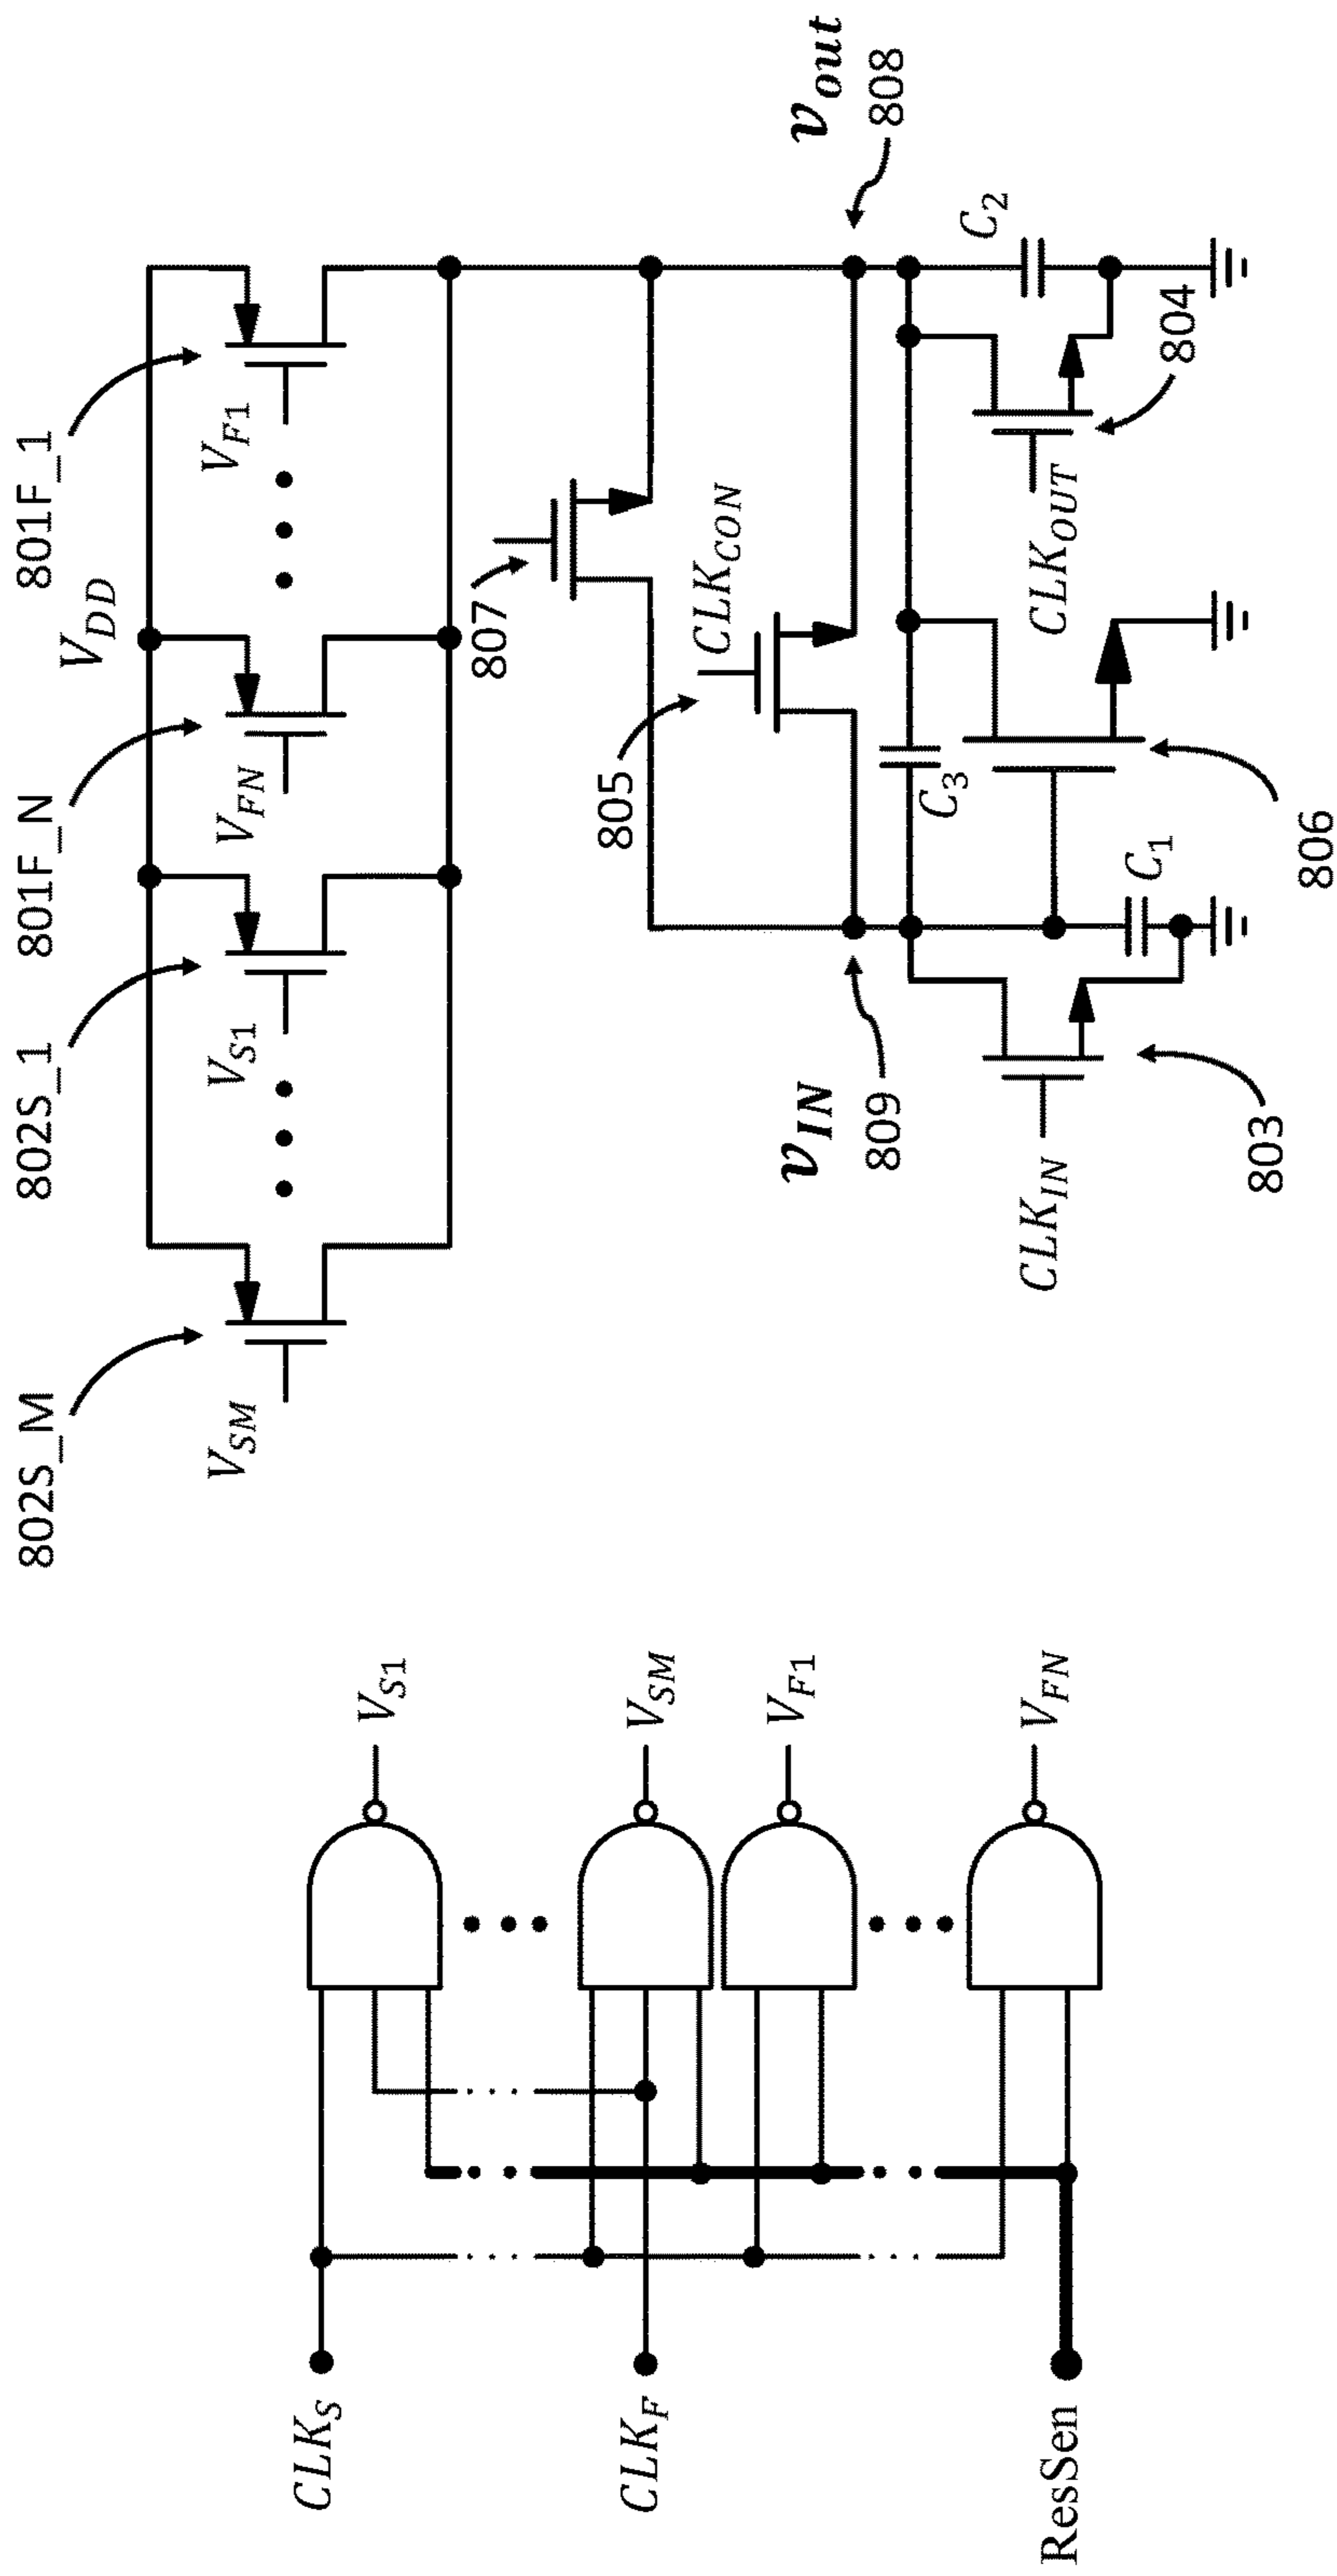 802S_M
802S_1
801F_N
801F_1
V_DD
V_SM
V_S1
V_FN
V_F1
807
805
CLK_CON
v_IN
809
v_out
808
C_3
C_1
C_2
CLK_IN
803
806
CLK_OUT
804
CLK_S
CLK_F
ResSen
V_S1
V_SM
V_F1
V_FN